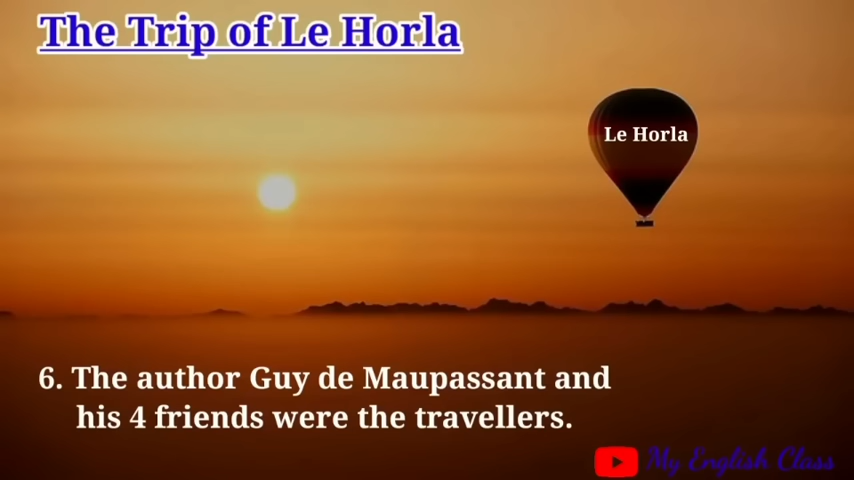 The Trip of Le Horla
Le Horla
6. The author Guy de Maupassant and
his 4 friends were the travellers.
My English Class